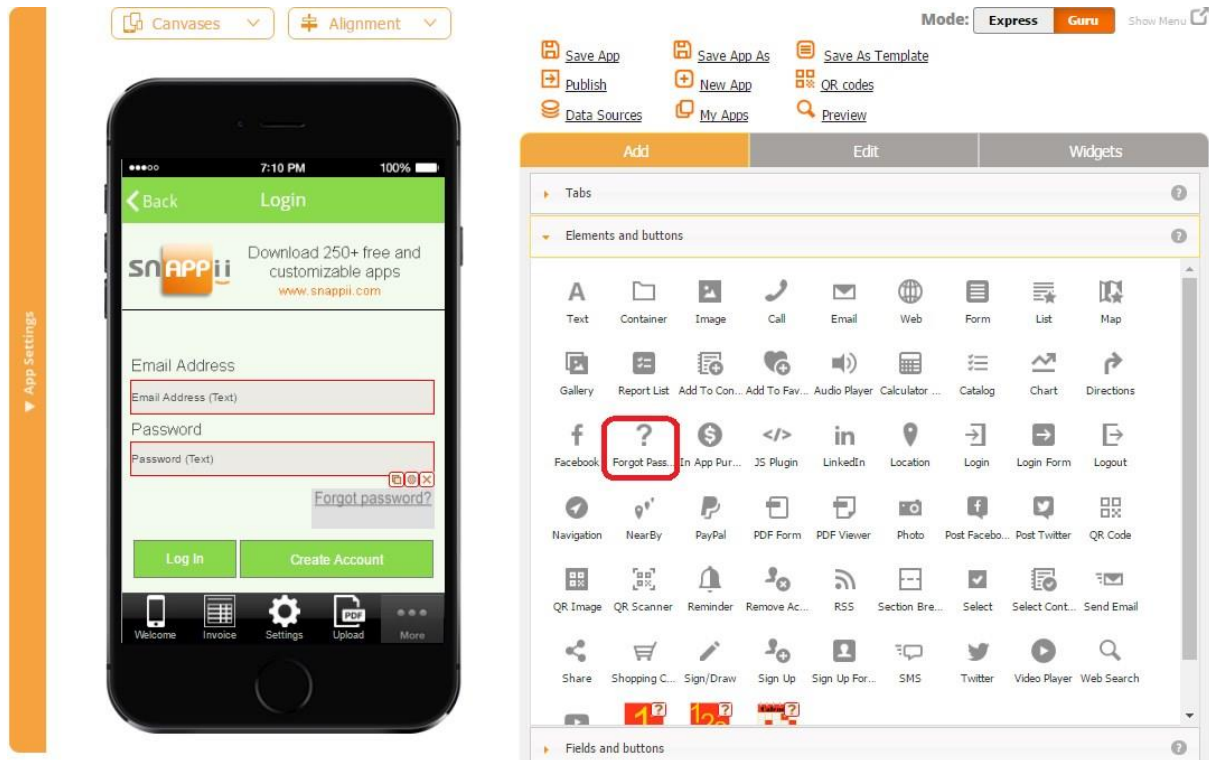 Canvases
Alignment
Mode: Express Guru Show Menu
Save App Save App As Save As Template
Publish New App QR codes
Data Sources My Apps Preview
Add Edit Widgets
Tabs
Elements and buttons
Text Container Image Call Email Web Form List Map
Gallery Report List Add To Con... Add To Fav... Audio Player Calculator ... Catalog Chart Directions
Facebook Forgot Pass... In App Pur... JS Plugin LinkedIn Location Login Login Form Logout
Navigation NearBy PayPal PDF Form PDF Viewer Photo Post Facebo... Post Twitter QR Code
QR Image QR Scanner Reminder Remove Ac... RSS Section Bre... Select Select Cont... Send Email
Share Shopping C... Sign/Draw Sign Up Sign Up For... SMS Twitter Video Player Web Search
Fields and buttons
App Settings
7:10 PM 100%
Back Login
snAPPii
Download 250+ free and
customizable apps
www.snappii.com
Email Address
Email Address (Text)
Password
Password (Text)
Forgot password?
Log In Create Account
PDF
Welcome Invoice Settings Upload More